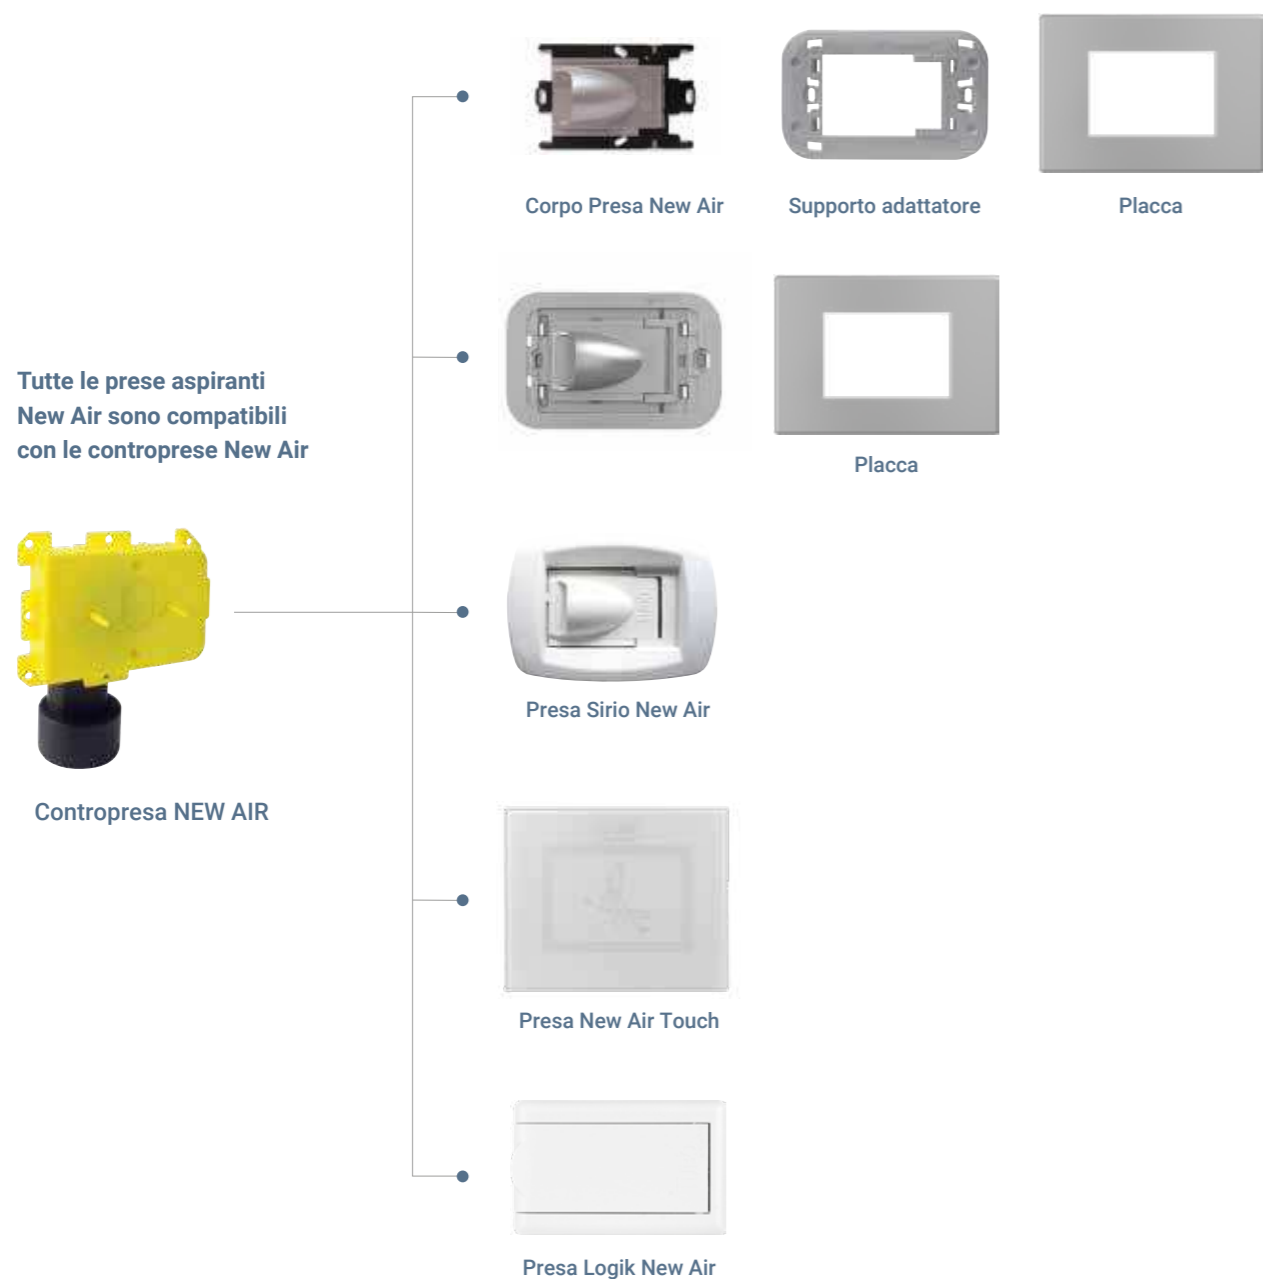 Corpo Presa New Air
Supporto adattatore
Placca
Tutte le prese aspiranti
New Air sono compatibili
con le controprese New Air
Placca
Presa Sirio New Air
Contropresa NEW AIR
Presa New Air Touch
Presa Logik New Air